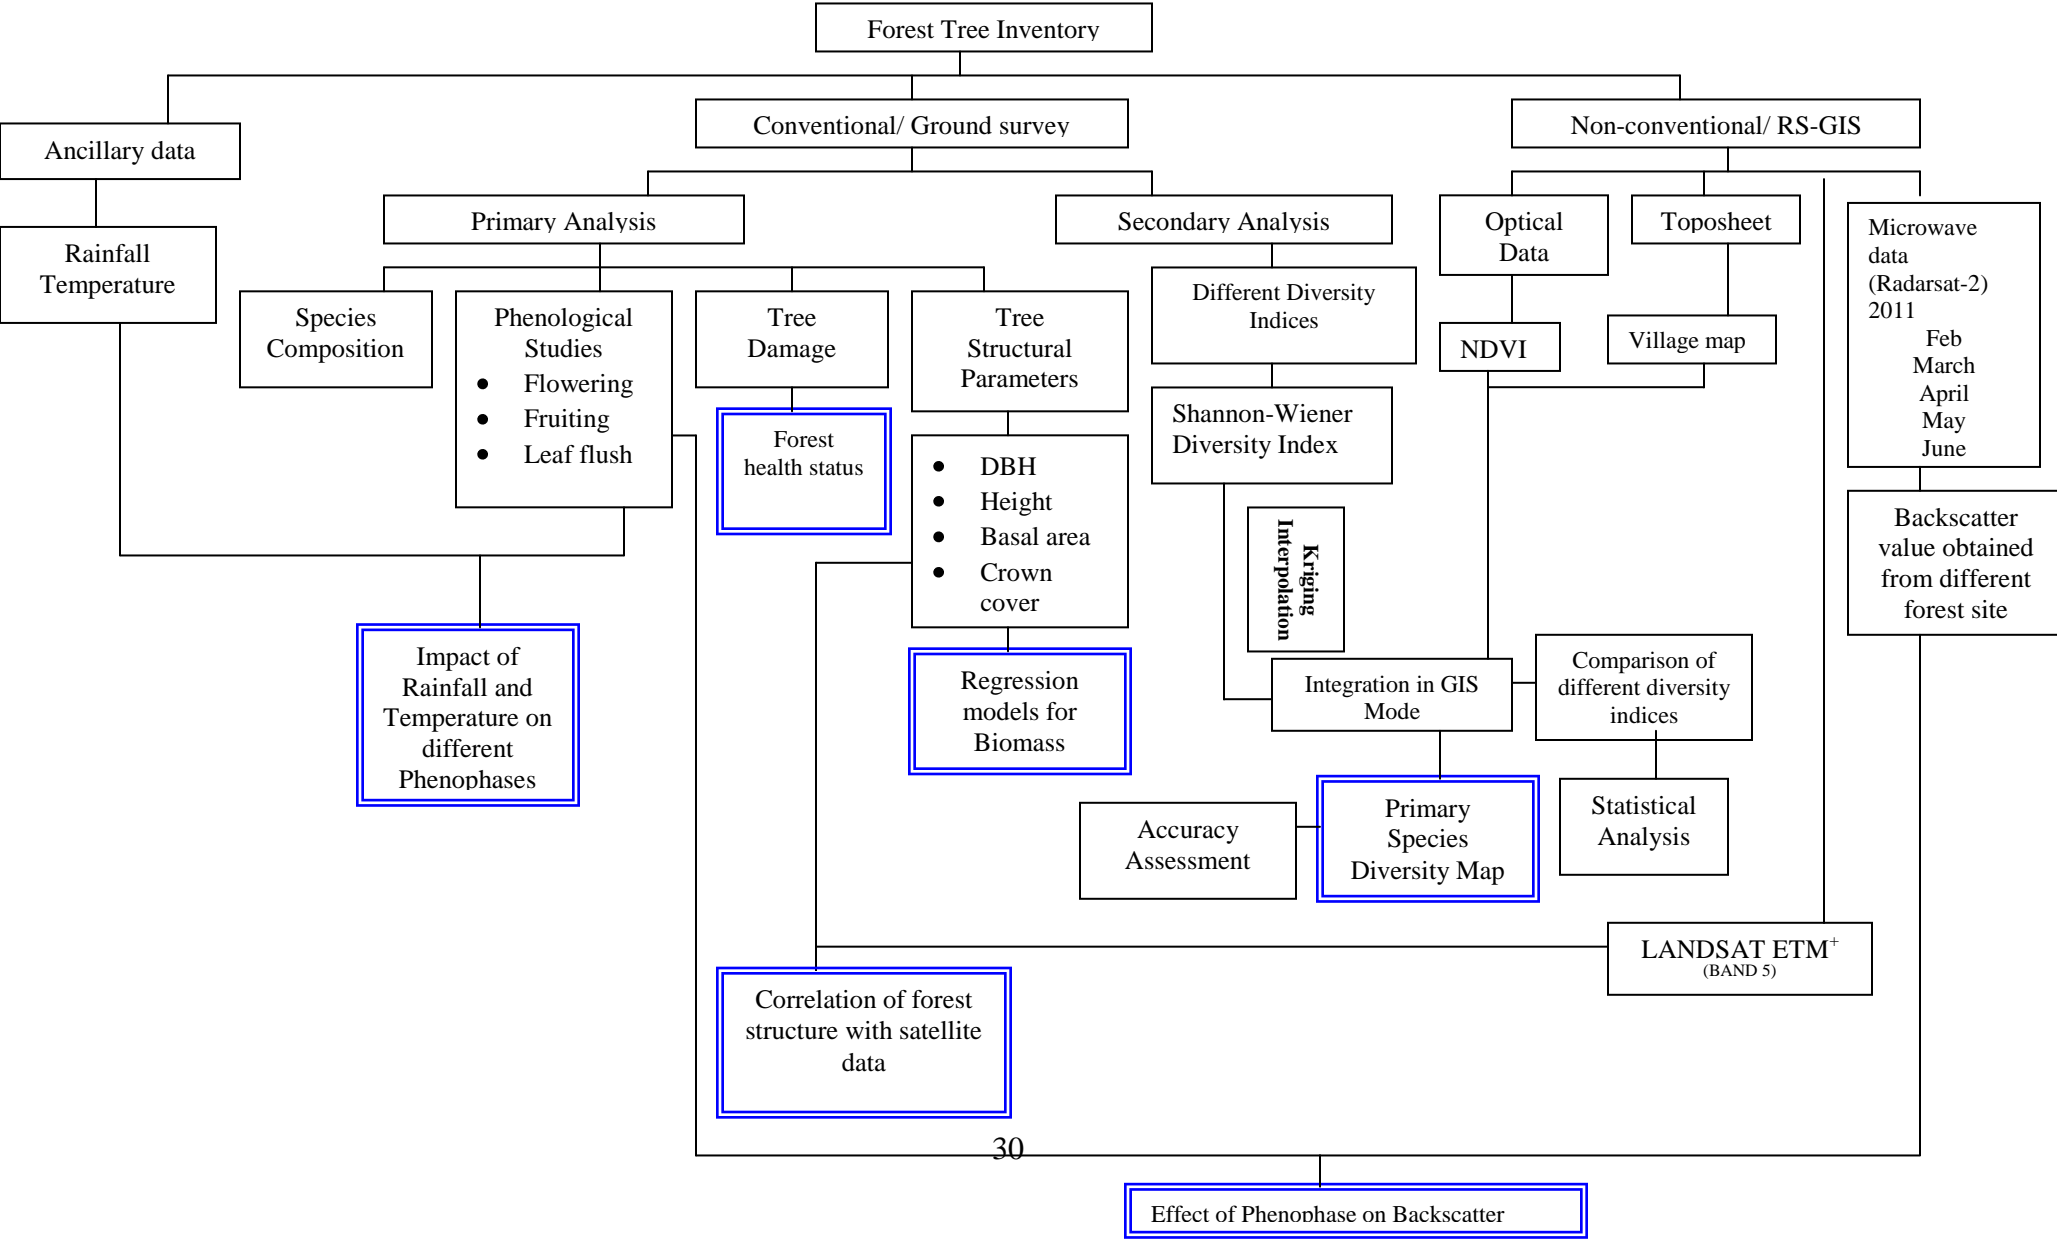 Forest Tree Inventory
Ancillary data
Conventional/ Ground survey
Non-conventional/ RS-GIS
Rainfall
Temperature
Primary Analysis
Secondary Analysis
Optical
Data
Toposheet
Microwave
data
(Radarsat-2)
2011
Feb
March
April
May
June
Species
Composition
Phenological
Studies
• Flowering
• Fruiting
• Leaf flush
Tree
Damage
Tree
Structural
Parameters
Different Diversity
Indices
NDVI
Village map
Forest
health status
• DBH
• Height
• Basal area
• Crown
cover
Shannon-Wiener
Diversity Index
Kriging
Interpolation
Backscatter
value obtained
from different
forest site
Impact of
Rainfall and
Temperature on
different
Phenophases
Regression
models for
Biomass
Integration in GIS
Mode
Comparison of
different diversity
indices
Accuracy
Assessment
Primary
Species
Diversity Map
Statistical
Analysis
LANDSAT ETM+
(BAND 5)
Correlation of forest
structure with satellite
data
30
Effect of Phenophase on Backscatter